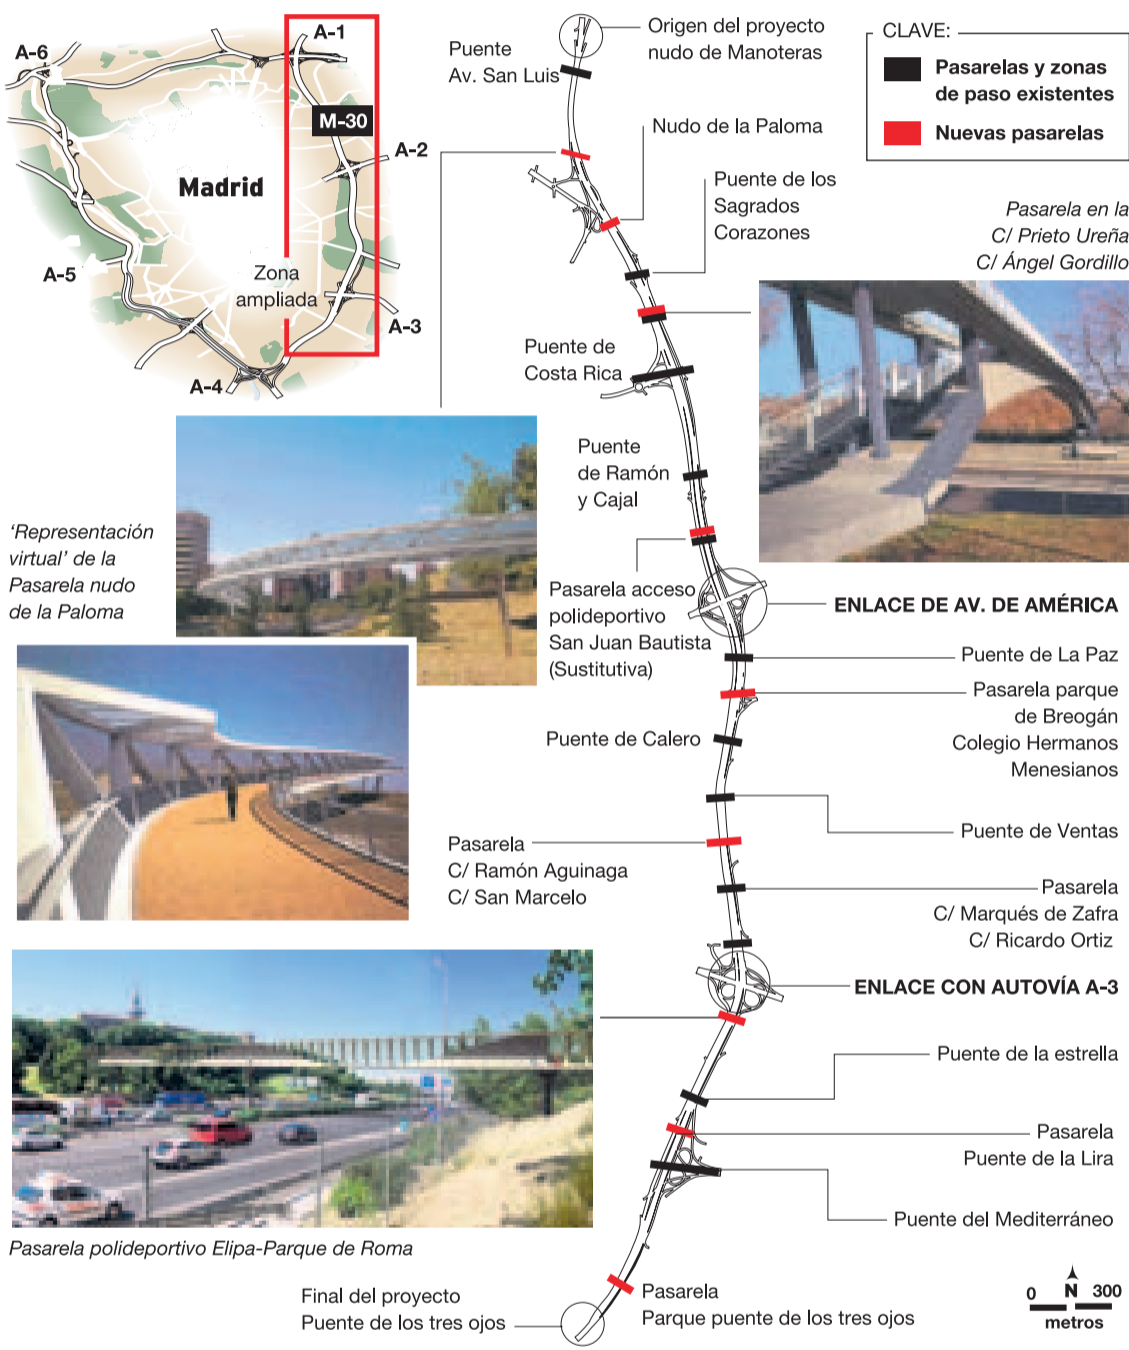 A-6
A-1
M-30
A-2
Madrid
A-5
Zona
ampliada
A-3
A-4
Origen del proyecto
nudo de Manoteras
Puente
Av. San Luis
CLAVE:
Pasarelas y zonas
de paso existentes
Nuevas pasarelas
Nudo de la Paloma
Puente de los
Sagrados
Corazones
Pasarela en la
C/ Prieto Ureña
C/ Ángel Gordillo
Puente de
Costa Rica
Puente
de Ramón
y Cajal
'Representación
virtual' de la
Pasarela nudo
de la Paloma
Pasarela acceso
polideportivo
San Juan Bautista
(Sustitutiva)
ENLACE DE AV. DE AMÉRICA
Puente de La Paz
Pasarela parque
de Breogán
Colegio Hermanos
Menesianos
Puente de Calero
Puente de Ventas
Pasarela
C/ Ramón Aguinaga
C/ San Marcelo
Pasarela
C/ Marqués de Zafra
C/ Ricardo Ortiz
ENLACE CON AUTOVÍA A-3
Puente de la estrella
Pasarela
Puente de la Lira
Puente del Mediterráneo
Pasarela polideportivo Elipa-Parque de Roma
Final del proyecto
Puente de los tres ojos
Pasarela
Parque puente de los tres ojos
0 N 300
metros